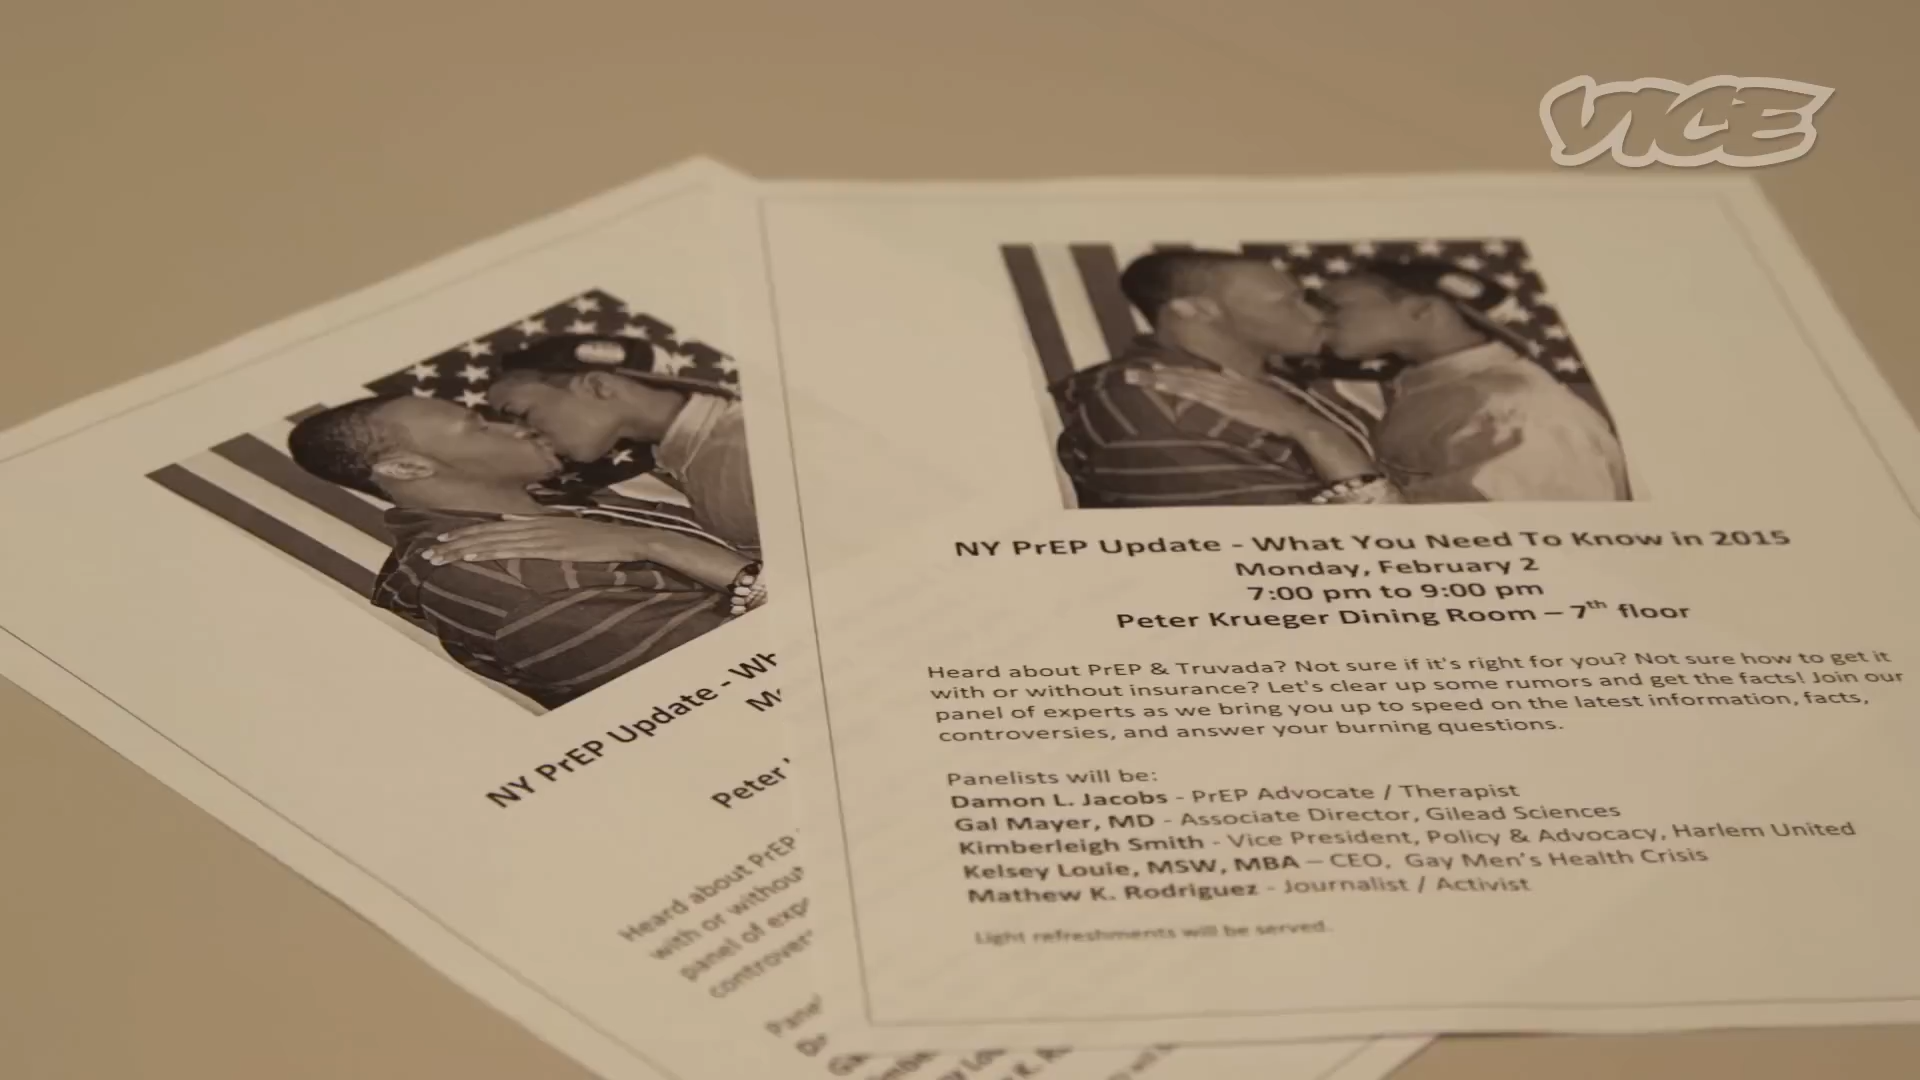 VICE
NY PrEP Update - What You Need To Know in 2015
Monday, February 2
7:00 pm to 9:00 pm
Peter Krueger Dining Room – 7th floor
Heard about PrEP & Truvada? Not sure if it's right for you? Not sure how to get it
with or without insurance? Let's clear up some rumors and get the facts! Join our
panel of experts as we bring you up to speed on the latest information, facts,
controversies, and answer your burning questions.
Panelists will be:
Damon L. Jacobs - PrEP Advocate / Therapist
Gal Mayer, MD - Associate Director, Gilead Sciences
Kimberleigh Smith - Vice President, Policy & Advocacy, Harlem United
Kelsey Louie, MSW, MBA – CEO, Gay Men's Health Crisis
Mathew K. Rodriguez - Journalist / Activist
Light refreshments will be served.
NY PrEP Update - Wh
Peter
Heard about PrEP
with or without
panel of exp
controver